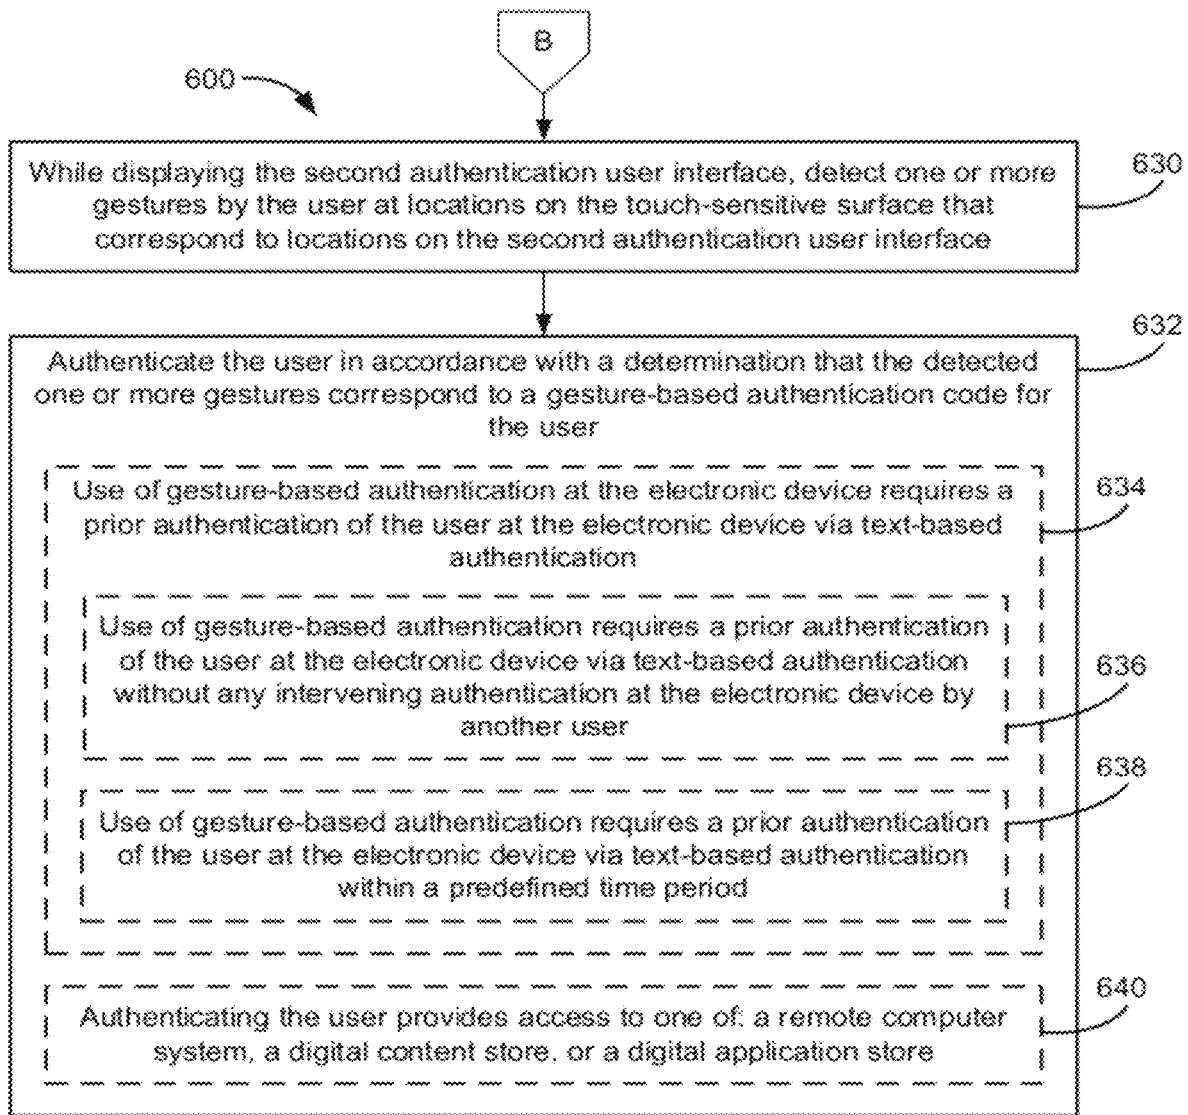 B
600
While displaying the second authentication user interface, detect one or more
gestures by the user at locations on the touch-sensitive surface that
correspond to locations on the second authentication user interface
630
632
Authenticate the user in accordance with a determination that the detected
one or more gestures correspond to a gesture-based authentication code for
the user
Use of gesture-based authentication at the electronic device requires a
prior authentication of the user at the electronic device via text-based
authentication
634
Use of gesture-based authentication requires a prior authentication
of the user at the electronic device via text-based authentication
without any intervening authentication at the electronic device by
another user
636
638
Use of gesture-based authentication requires a prior authentication
of the user at the electronic device via text-based authentication
within a predefined time period
640
Authenticating the user provides access to one of: a remote computer
system, a digital content store, or a digital application store